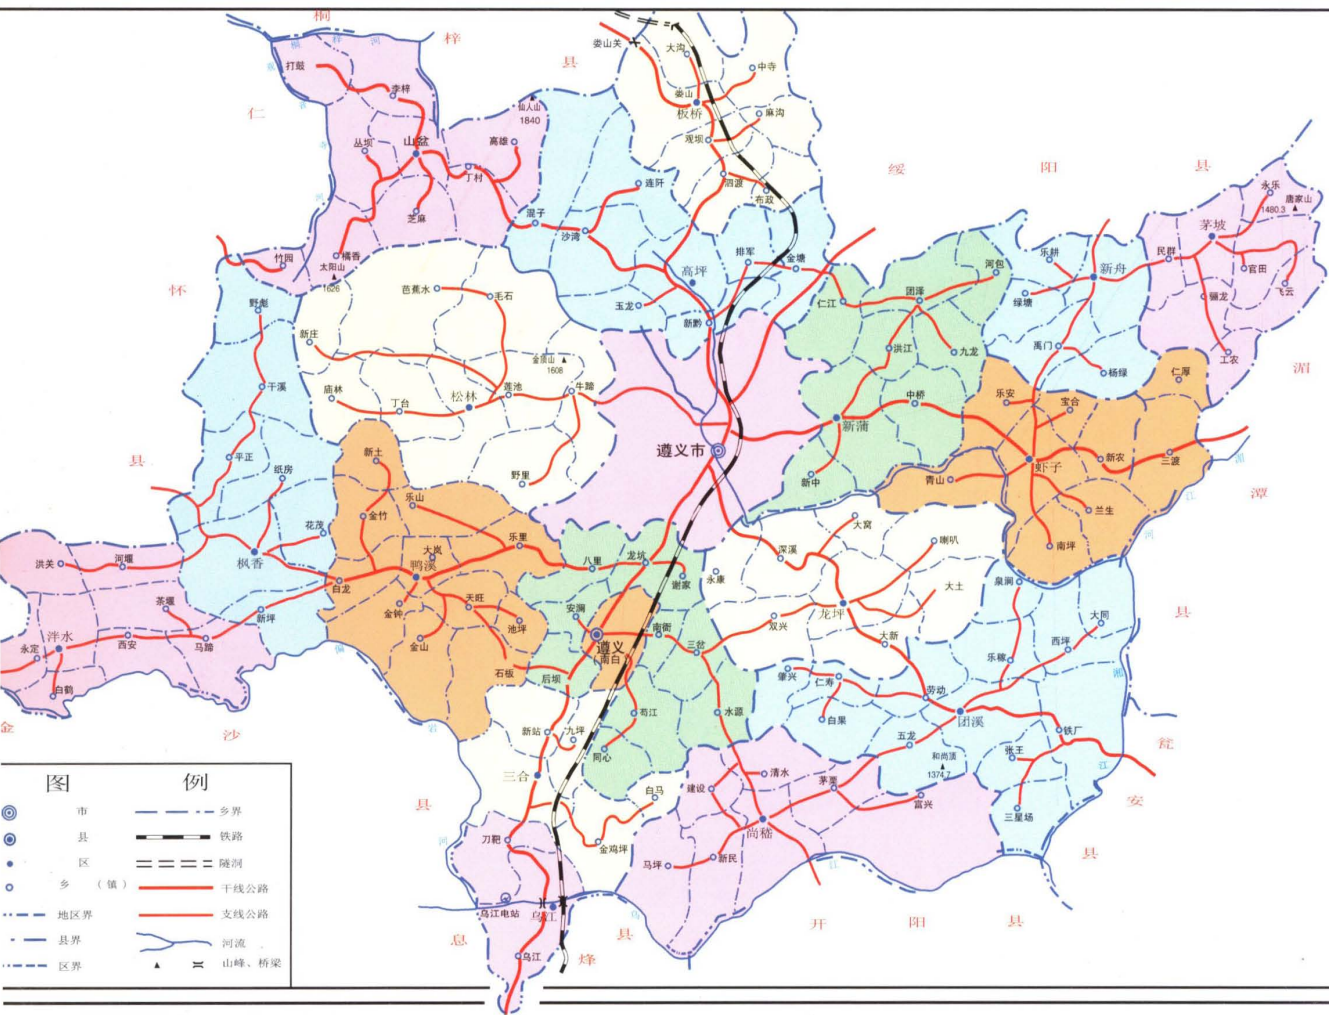 桐
梓
县
仁
怀
县
金
沙
县
息
烽
县
开
阳
县
瓮
安
县
湄
潭
县
绥
阳
县
打鼓
李梓
丛坝
山盆
高雄
仙人山
1840
丁村
芝麻
橘香
太阳山
1626
竹园
混子
沙湾
连阡
玉龙
高坪
排军
金塘
新黔
娄山关
大沟
中寺
娄山
板桥
麻沟
观坝
泗渡
布政
野彪
干溪
平正
纸房
花茂
枫香
新坪
芭蕉水
毛石
新庄
金顶山
1608
庙林
丁台
松林
莲池
牛蹄
野里
遵义市
仁江
团泽
河包
洪江
九龙
中桥
新蒲
新中
乐耕
新舟
绿塘
禹门
杨绿
民群
永乐
1480.3
唐家山
茅坡
官田
骊龙
飞云
工农
仁厚
乐安
宝合
虾子
新农
三渡
青山
兰生
南坪
新土
乐山
金竹
大岚
乐里
鸭溪
白龙
金钟
天旺
池坪
金山
石板
洪关
河堰
茶堰
泮水
永定
西安
马蹄
白鹤
八里
龙坑
谢家
安澜
遵义
(南白
南衙
三岔
后坝
苟江
水源
同心
永康
深溪
大窝
喇叭
大土
双兴
龙坪
大新
泉涧
大同
西坪
乐稼
肇兴
仁寿
劳动
白果
团溪
五龙
铁厂
和尚顶
1374.7
张王
三星场
清水
建设
茅栗
富兴
尚嵇
新民
马坪
新站
九坪
三合
白马
金鸡坪
刀靶
乌江电站
乌江
乌江
图 例
市
县
区
乡 (镇)
地区界
县界
区界
乡界
铁路
隧洞
干线公路
支线公路
河流
山峰、桥梁